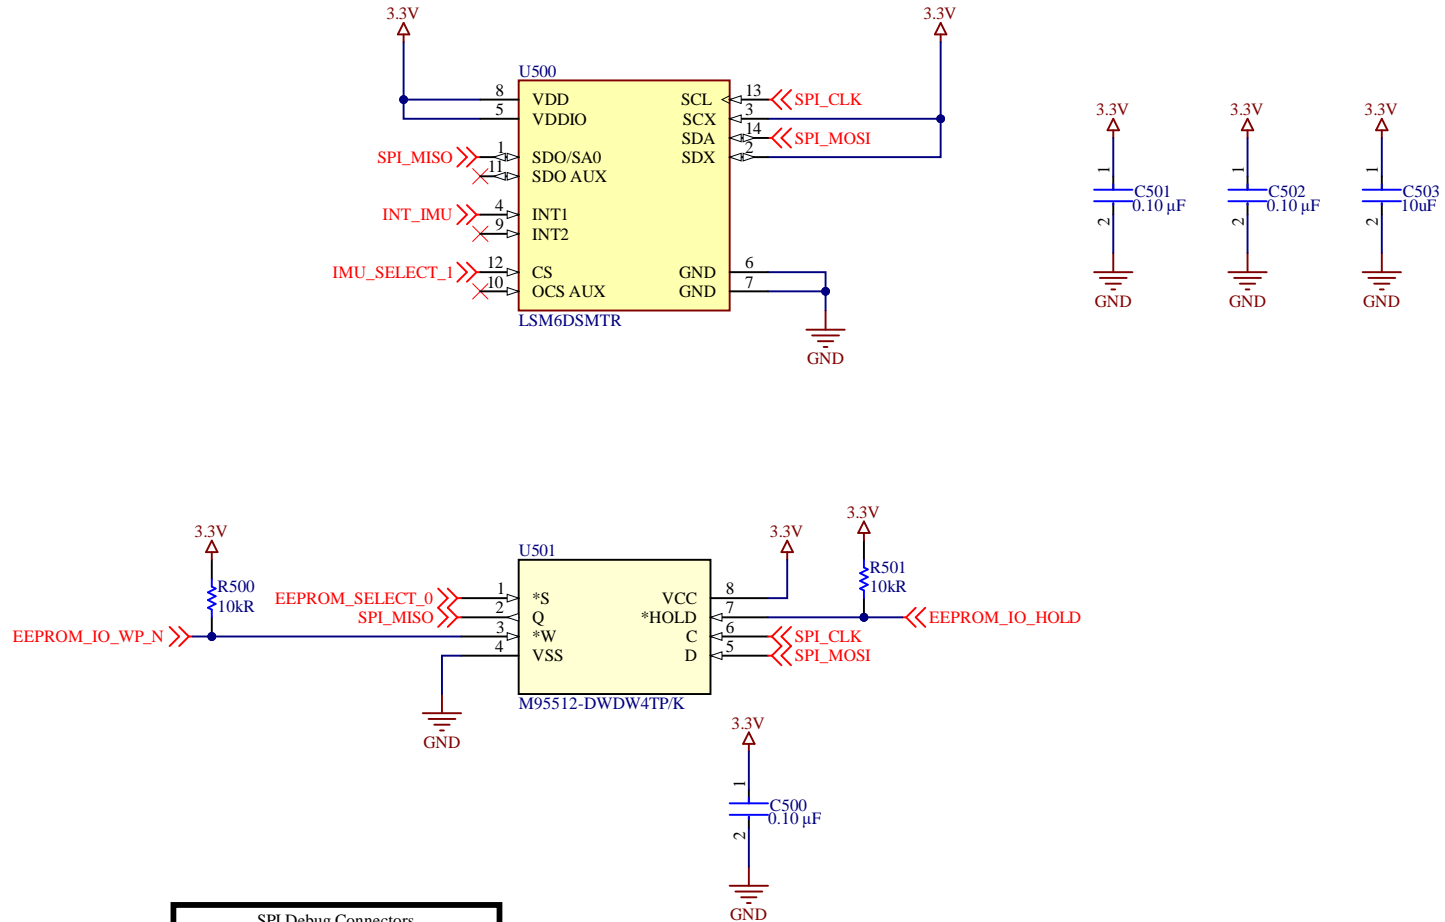 3.3V
3.3V
U500
8 VDD
5 VDDIO
SPI_MISO 1 SDO/SA0
11 SDO AUX
INT_IMU 4 INT1
9 INT2
IMU_SELECT_1 12 CS
10 OCS AUX
SCL 13 SPI_CLK
SCX 3
SDA 14 SPI_MOSI
SDX 2
GND 6
GND 7
LSM6DSMTR
GND
3.3V
1
C501
0.10 µF
2
GND
3.3V
1
C502
0.10 µF
2
GND
3.3V
1
C503
10uF
2
GND
3.3V
R500
10kR
EEPROM_IO_WP_N
U501
EEPROM_SELECT_0 1 *S
SPI_MISO 2 Q
3 *W
4 VSS
VCC 8
*HOLD 7
C 6 SPI_CLK
D 5 SPI_MOSI
M95512-DWDW4TP/K
GND
3.3V
3.3V
R501
10kR
EEPROM_IO_HOLD
3.3V
1
C500
0.10 µF
2
GND
SPI Debug Connectors